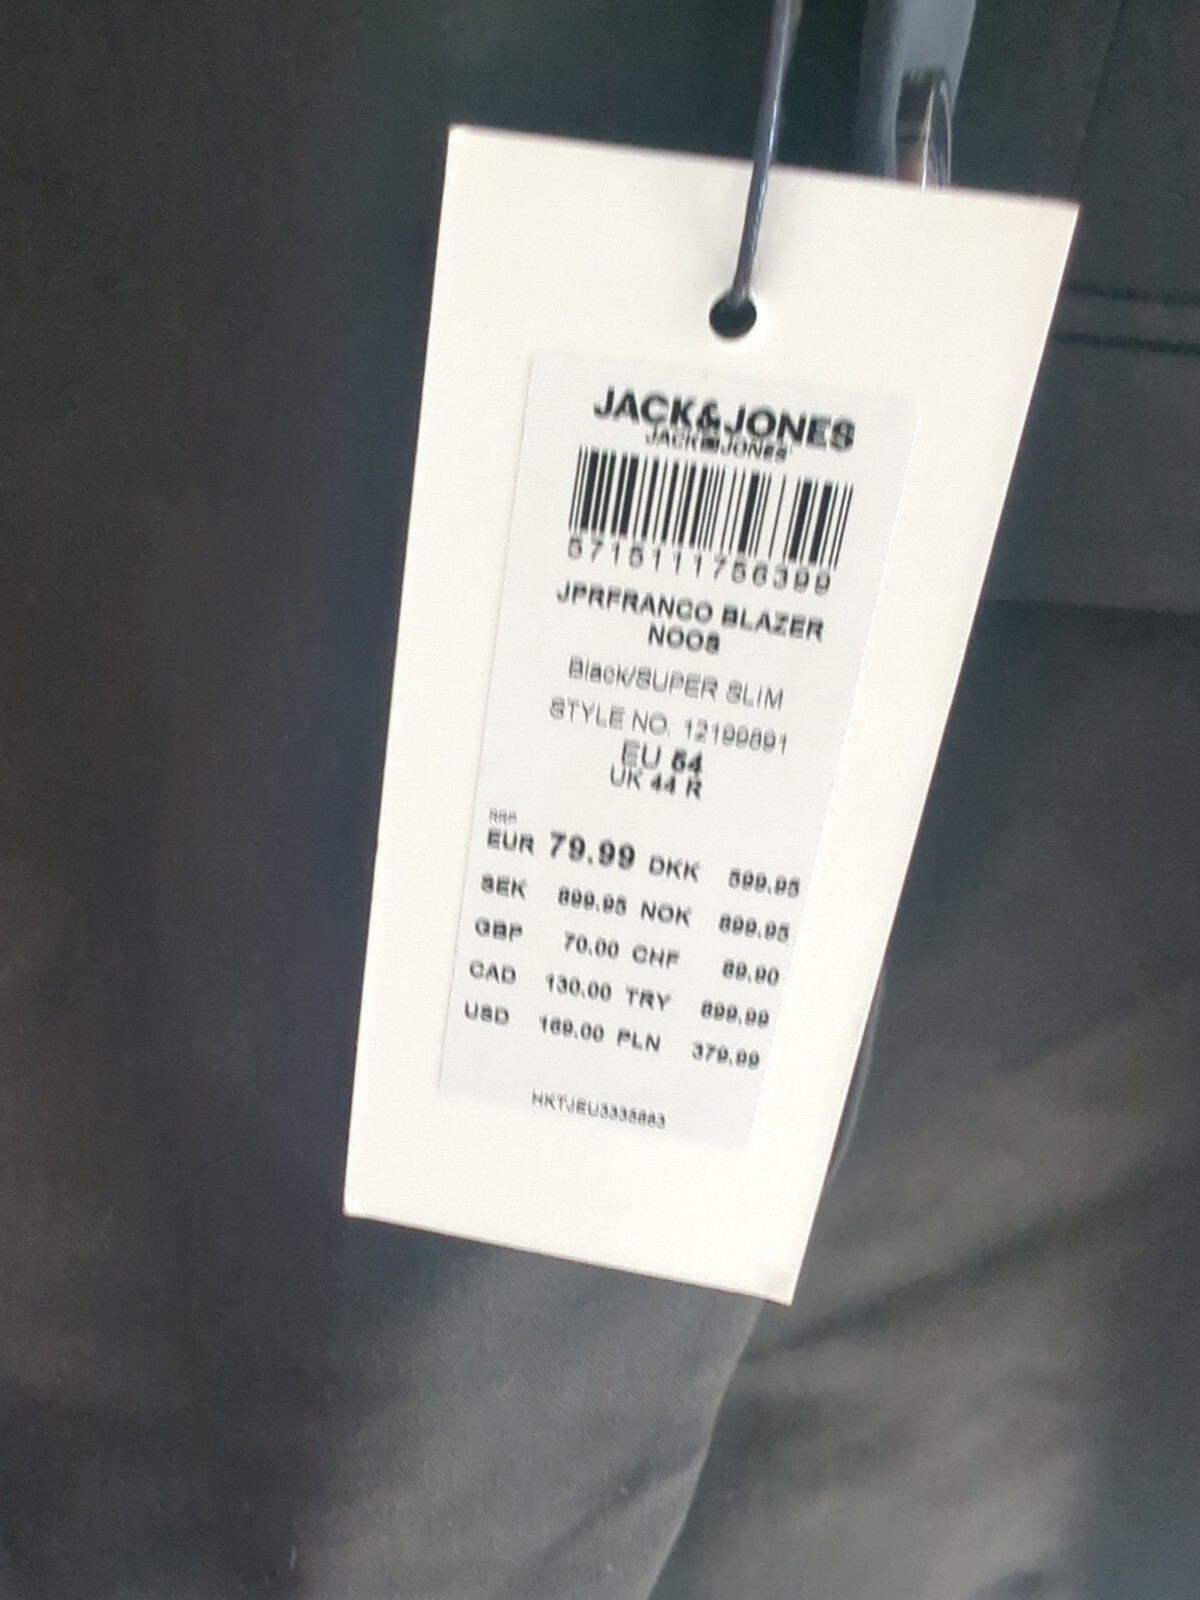 JACK&JONES
JACK&JONES
5715111756399
JPRFRANCO BLAZER
NOOS
Black/SUPER SLIM
STYLE NO. 12199891
EU 54
UK 44 R
RRP
EUR 79.99 DKK 599.95
SEK 899.95 NOK 899.95
GBP 70.00 CHF 89.90
CAD 130.00 TRY 899.99
USD 169.00 PLN 379.99